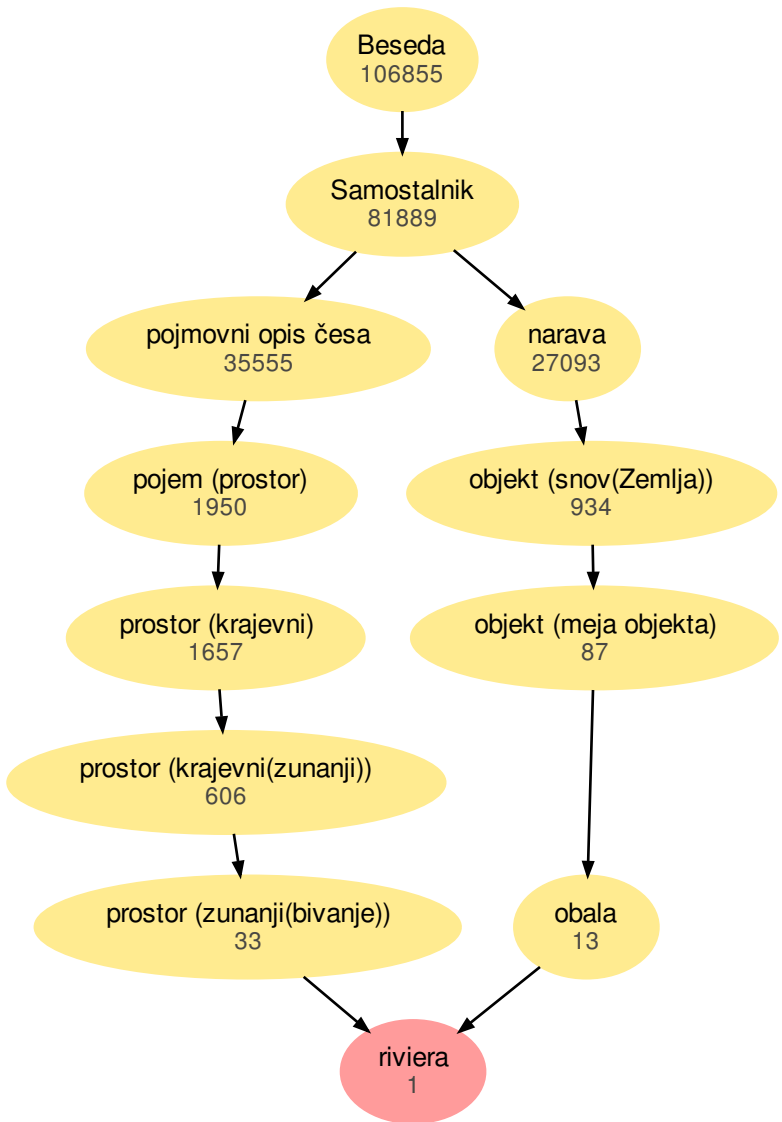 Beseda
106855
Samostalnik
81889
pojmovni opis česa
35555
narava
27093
pojem (prostor)
1950
objekt (snov(Zemlja))
934
prostor (krajevni)
1657
objekt (meja objekta)
87
prostor (krajevni(zunanji))
606
prostor (zunanji(bivanje))
33
obala
13
riviera
1